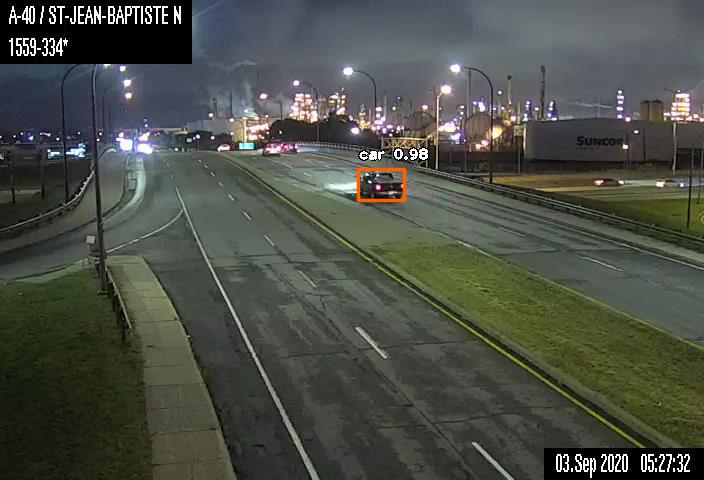 A-40 / ST-JEAN-BAPTISTE N
1559-334*
car 0.98
SUNCOR
03.Sep 2020 05:27:32